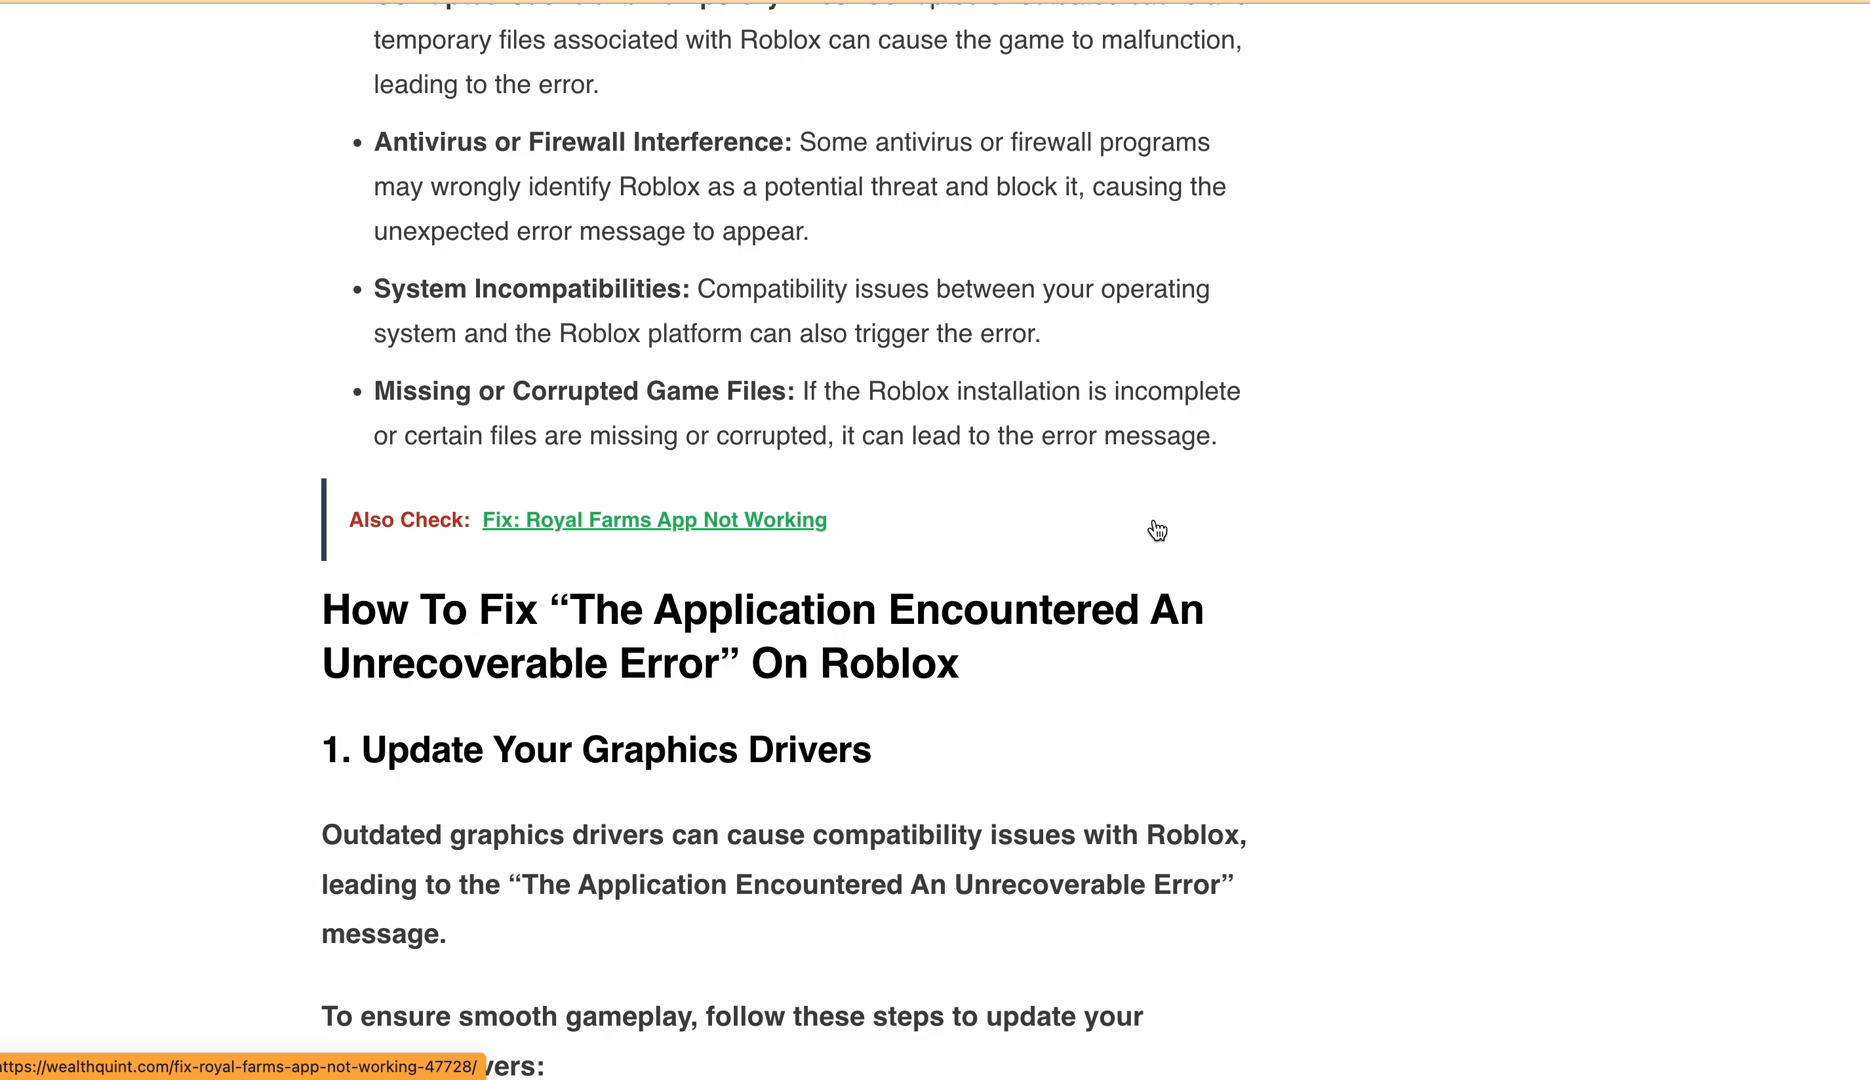 temporary files associated with Roblox can cause the game to malfunction,
leading to the error.
• Antivirus or Firewall Interference: Some antivirus or firewall programs
may wrongly identify Roblox as a potential threat and block it, causing the
unexpected error message to appear.
• System Incompatibilities: Compatibility issues between your operating
system and the Roblox platform can also trigger the error.
• Missing or Corrupted Game Files: If the Roblox installation is incomplete
or certain files are missing or corrupted, it can lead to the error message.
Also Check: Fix: Royal Farms App Not Working
How To Fix “The Application Encountered An
Unrecoverable Error” On Roblox
1. Update Your Graphics Drivers
Outdated graphics drivers can cause compatibility issues with Roblox,
leading to the “The Application Encountered An Unrecoverable Error”
message.
To ensure smooth gameplay, follow these steps to update your
vers:
https://wealthquint.com/fix-royal-farms-app-not-working-47728/